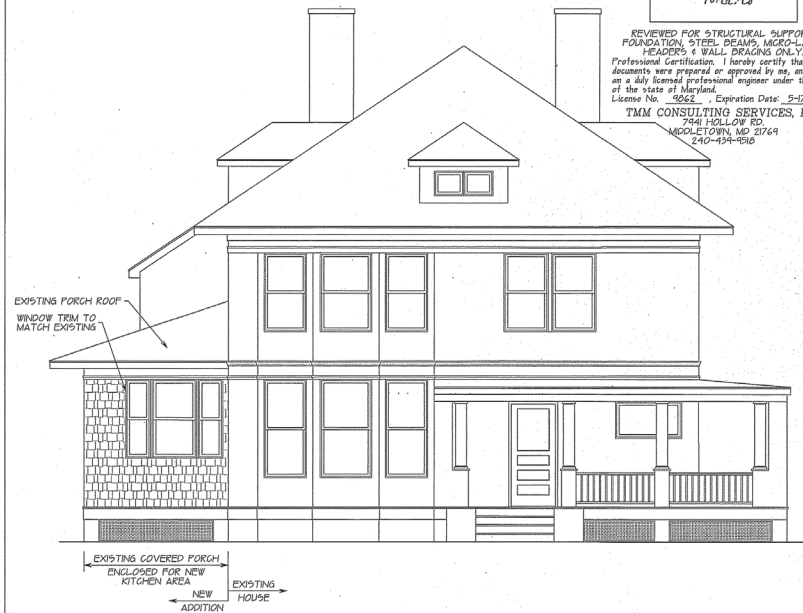 REVIEWED FOR STRUCTURAL SUPPOR
FOUNDATION, STEEL BEAMS, MICRO-L
HEADERS & WALL BRACING ONLY.
Professional Certification. I hereby certify tha
documents were prepared or approved by me, an
am a duly licensed professional engineer under th
of the state of Maryland.
License No. 9862 , Expiration Date: 5-17
TMM CONSULTING SERVICES, I
7941 HOLLOW RD.
MIDDLETOWN, MD 21769
240-439-9518
EXISTING PORCH ROOF
WINDOW TRIM TO
MATCH EXISTING
EXISTING COVERED PORCH
ENCLOSED FOR NEW
KITCHEN AREA
EXISTING
HOUSE
NEW
ADDITION